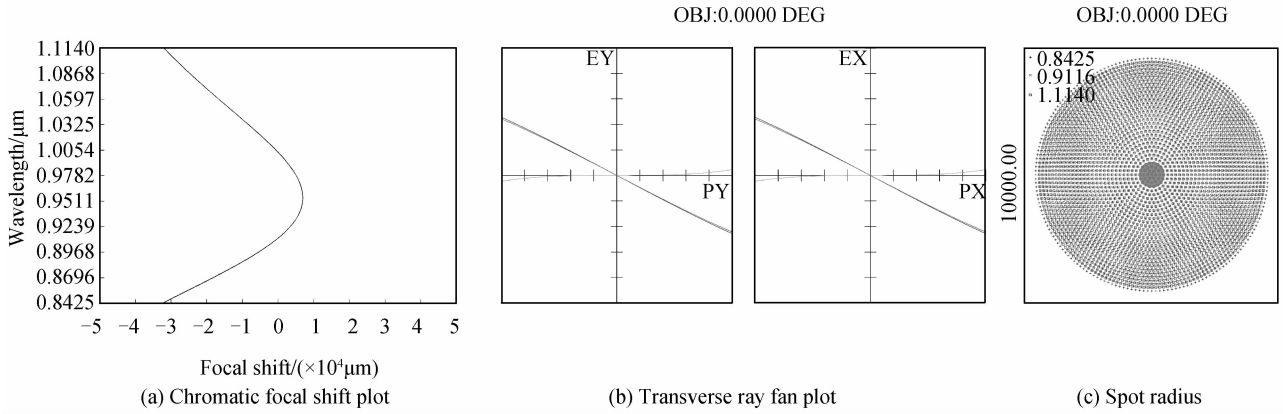 OBJ:0.0000 DEG
OBJ:0.0000 DEG
Wavelength/μm
1.1140
1.0868
1.0597
1.0325
1.0054
0.9782
0.9511
0.9239
0.8968
0.8696
0.8425
−5 −4 −3 −2 −1 0 1 2 3 4 5
Focal shift/(×10⁴μm)
(a) Chromatic focal shift plot
EY
PY
EX
PX
(b) Transverse ray fan plot
0.8425
0.9116
1.1140
10000.00
(c) Spot radius